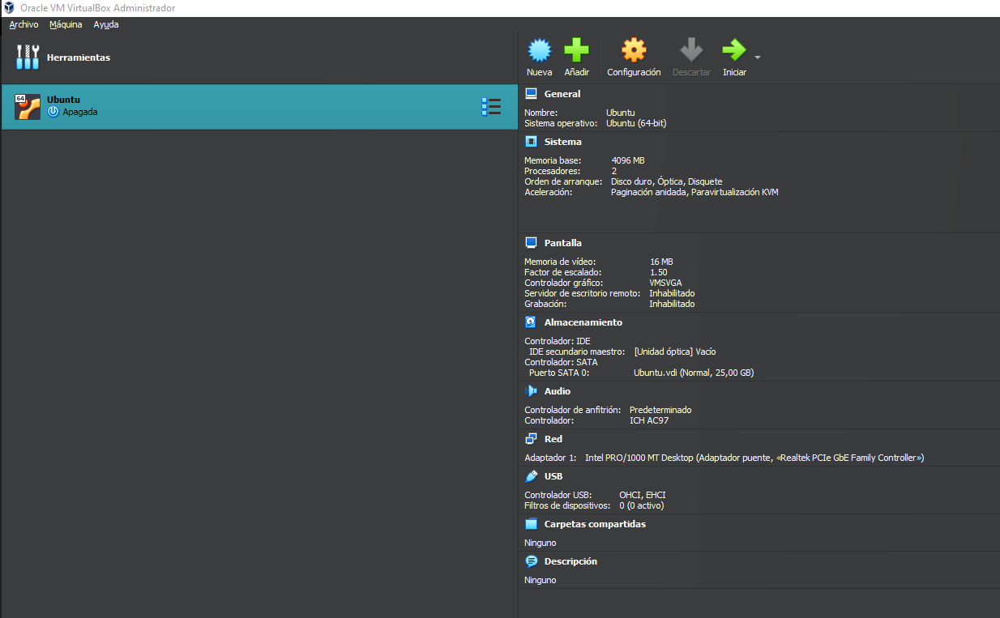 Oracle VM VirtualBox Administrador
Archivo Máquina Ayuda
Herramientas
Nueva Añadir Configuración Descartar Iniciar
64
Ubuntu
Apagada
General
Nombre: Ubuntu
Sistema operativo: Ubuntu (64-bit)
Sistema
Memoria base: 4096 MB
Procesadores: 2
Orden de arranque: Disco duro, Óptica, Disquete
Aceleración: Paginación anidada, Paravirtualización KVM
Pantalla
Memoria de vídeo: 16 MB
Factor de escalado: 1.50
Controlador gráfico: VMSVGA
Servidor de escritorio remoto: Inhabilitado
Grabación: Inhabilitado
Almacenamiento
Controlador: IDE
IDE secundario maestro: [Unidad óptica] Vacío
Controlador: SATA
Puerto SATA 0: Ubuntu.vdi (Normal, 25,00 GB)
Audio
Controlador de anfitrión: Predeterminado
Controlador: ICH AC97
Red
Adaptador 1: Intel PRO/1000 MT Desktop (Adaptador puente, «Realtek PCIe GbE Family Controller»)
USB
Controlador USB: OHCI, EHCI
Filtros de dispositivos: 0 (0 activo)
Carpetas compartidas
Ninguno
Descripción
Ninguno